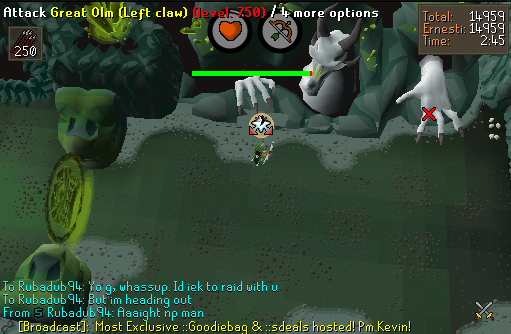 Attack Great Olm (Left claw) (level, 750) / 4 more options
250
Total: 14959
Ernestr: 14959
Time: 2:45
To Rubadub94: Yo g, whassup. Id iek to raid with u
To Rubadub94: But im heading out
From S Rubadub94: Aaaight np man
[Broadcast]: Most Exclusive ::Goodiebag & ::sdeals hosted! Pm Kevin!